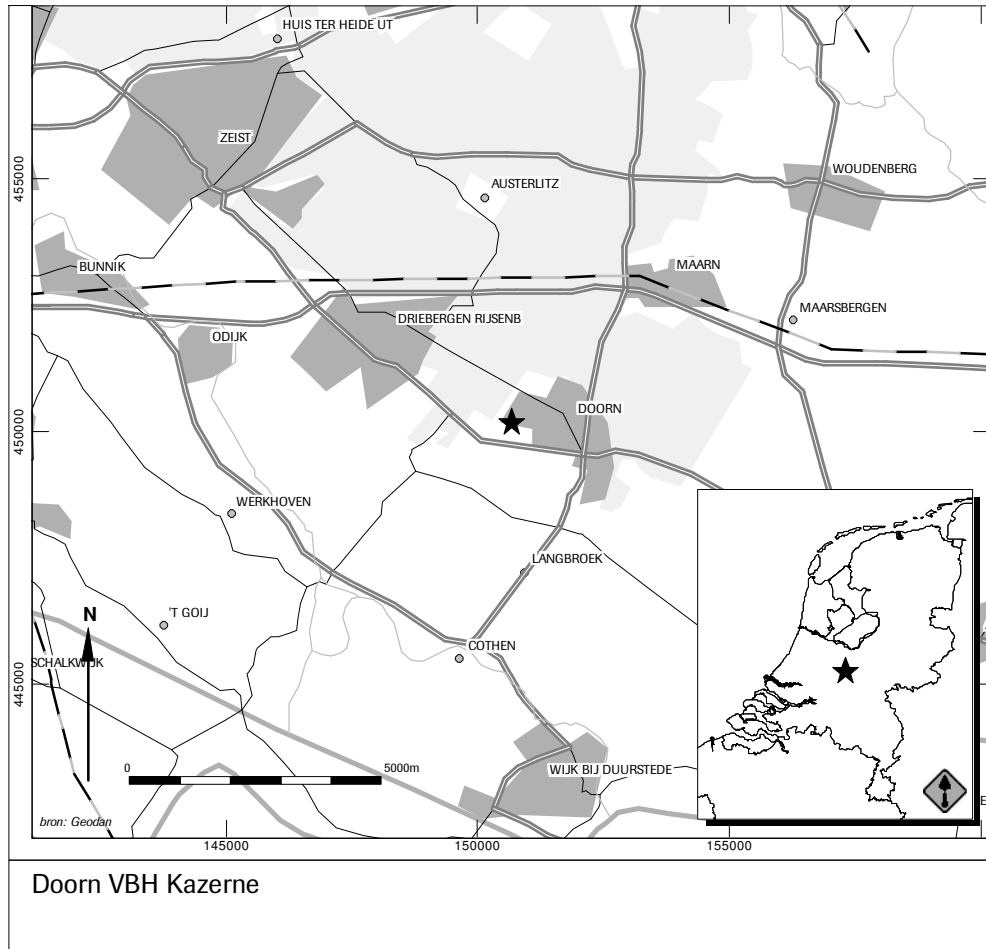 HUIS TER HEIDE UT
ZEIST
455000
AUSTERLITZ
WOUDENBERG
BUNNIK
MAARN
MAARSBERGEN
DRIEBERGEN RIJSENB
ODIJK
DOORN
450000
WERKHOVEN
LANGBROEK
N
'T GOIJ
COTHEN
SCHALKWIJK
445000
0
5000m
WIJK BIJ DUURSTEDE
bron: Geodan
145000
150000
155000
Doorn VBH Kazerne